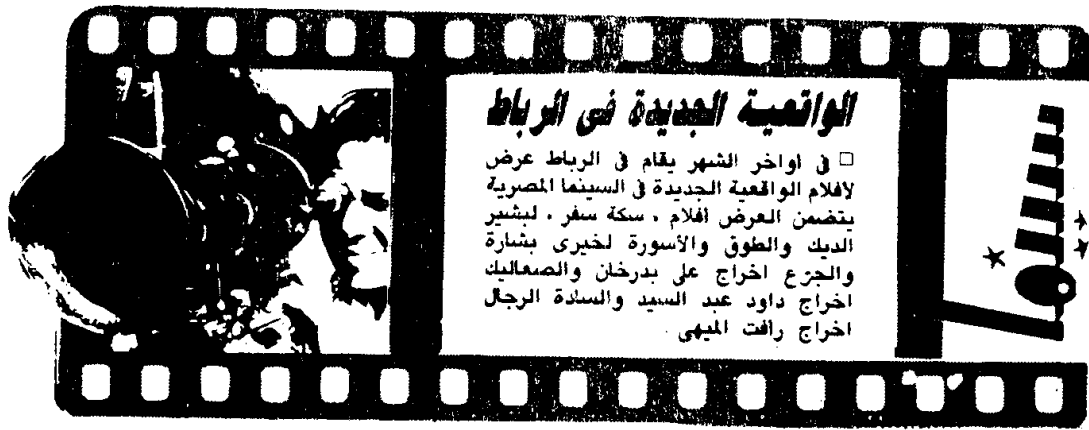 الواقعية الجديدة فى الرباط
□ فى اواخر الشهر يقام فى الرباط عرض
لافلام الواقعية الجديدة فى السينما المصرية
يتضمن العرض افلام ، سكة سفر ، لبشير
الديك والطوق والأسورة لخيرى بشارة
والجزع اخراج على بدرخان والصعاليك
اخراج داود عبد السيد والسادة الرجال
اخراج رافت الميهى .